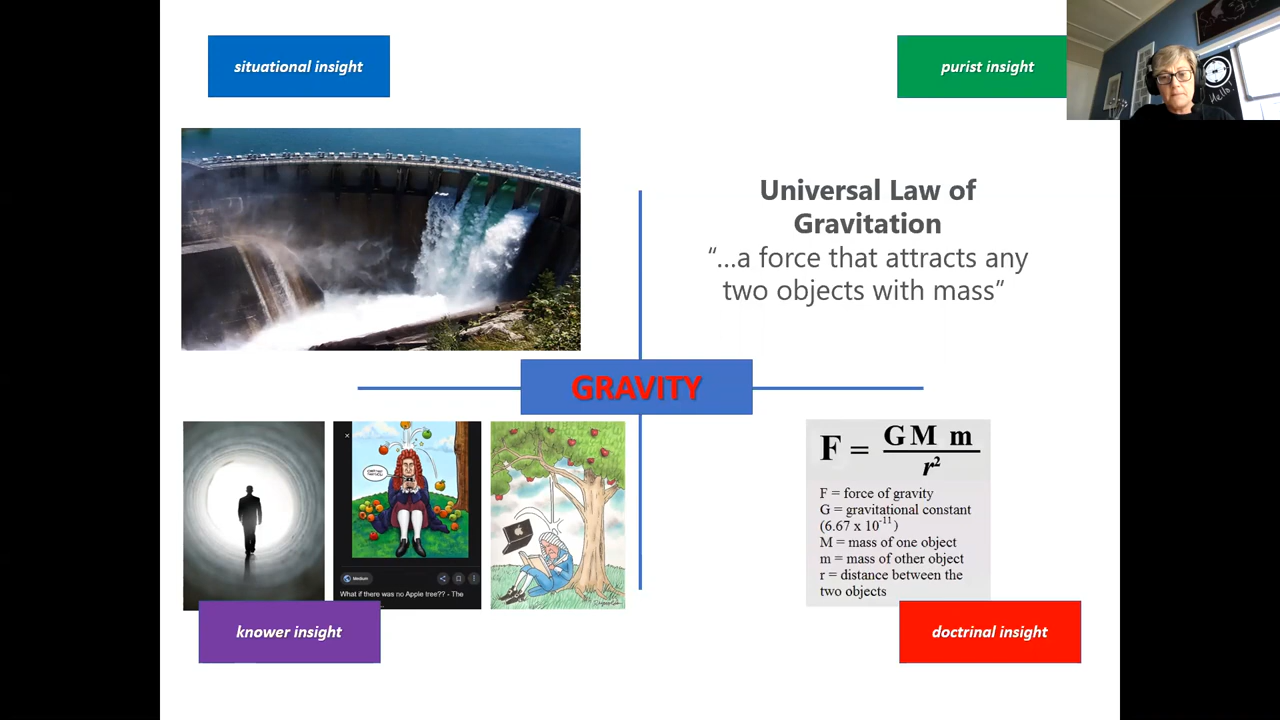 situational insight
purist insight
Hello!
Universal Law of
Gravitation
“...a force that attracts any
two objects with mass”
GRAVITY
F = GM m
r²
F = force of gravity
G = gravitational constant
(6.67 x 10⁻¹¹)
M = mass of one object
m = mass of other object
r = distance between the
two objects
Medium
What if there was no Apple tree?? - The
knower insight
doctrinal insight